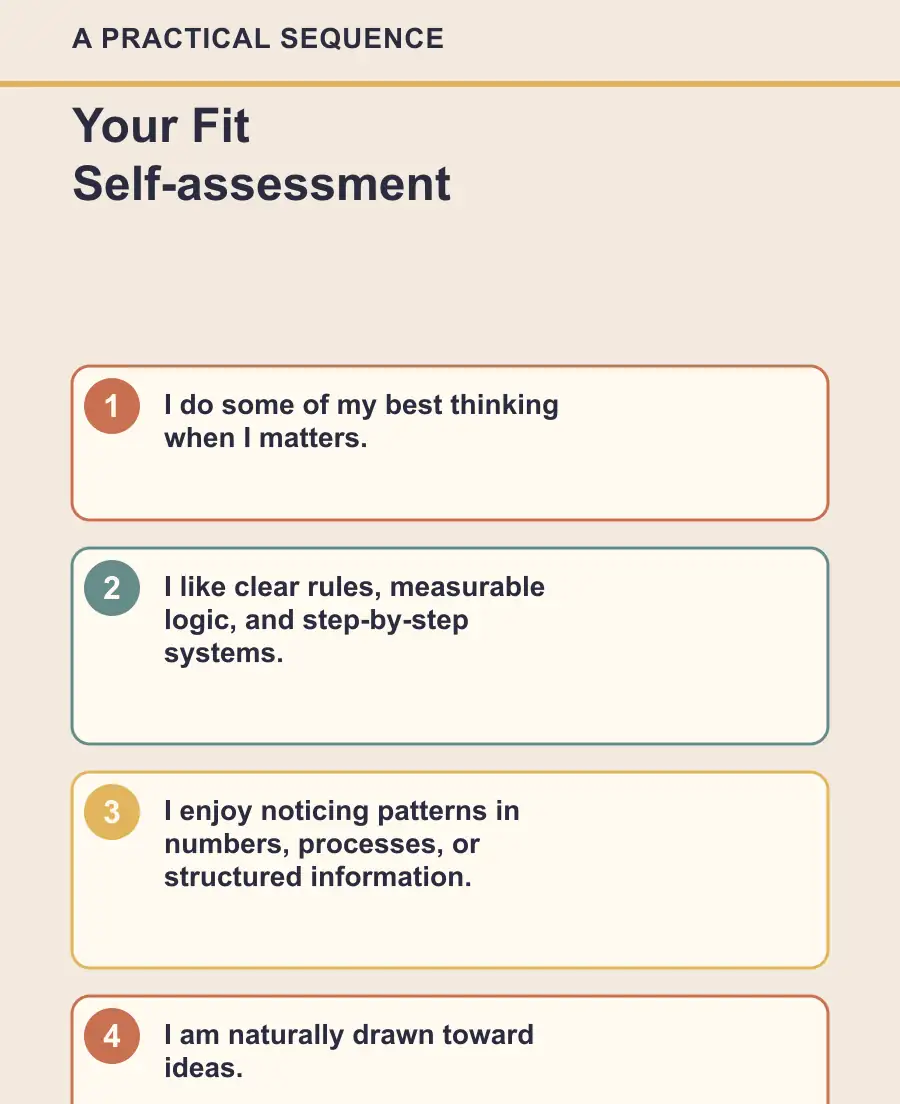 A PRACTICAL SEQUENCE
Your Fit
Self-assessment
1
I do some of my best thinking
when I matters.
2
I like clear rules, measurable
logic, and step-by-step
systems.
3
I enjoy noticing patterns in
numbers, processes, or
structured information.
4
I am naturally drawn toward
ideas.